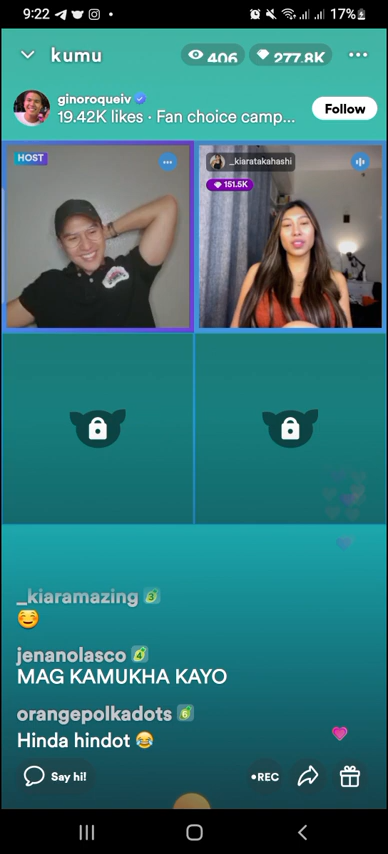 9:22
17%
kumu
406
277.8K
ginoroqueiv
19.42K likes · Fan choice camp...
Follow
HOST
_kiaratakahashi
151.5K
_kiaramazing 3
jenanolasco 4
MAG KAMUKHA KAYO
orangepolkadots 6
Hinda hindot 😂
Say hi!
•REC